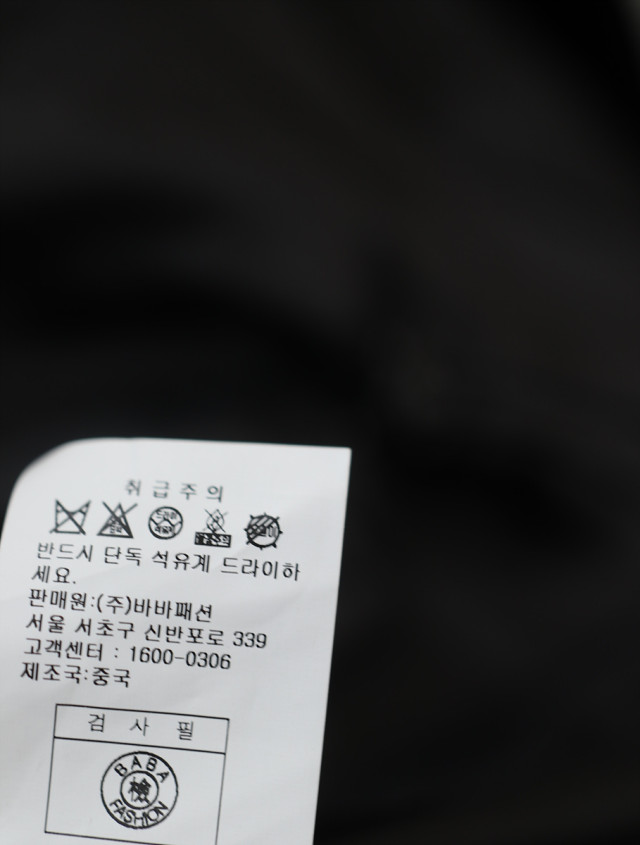 취급주의
반드시 단독 석유계 드라이하
세요.
판매원:(주)바바패션
서울 서초구 신반포로 339
고객센터 : 1600-0306
제조국:중국
검 사 필
BABA
檢
FASHION